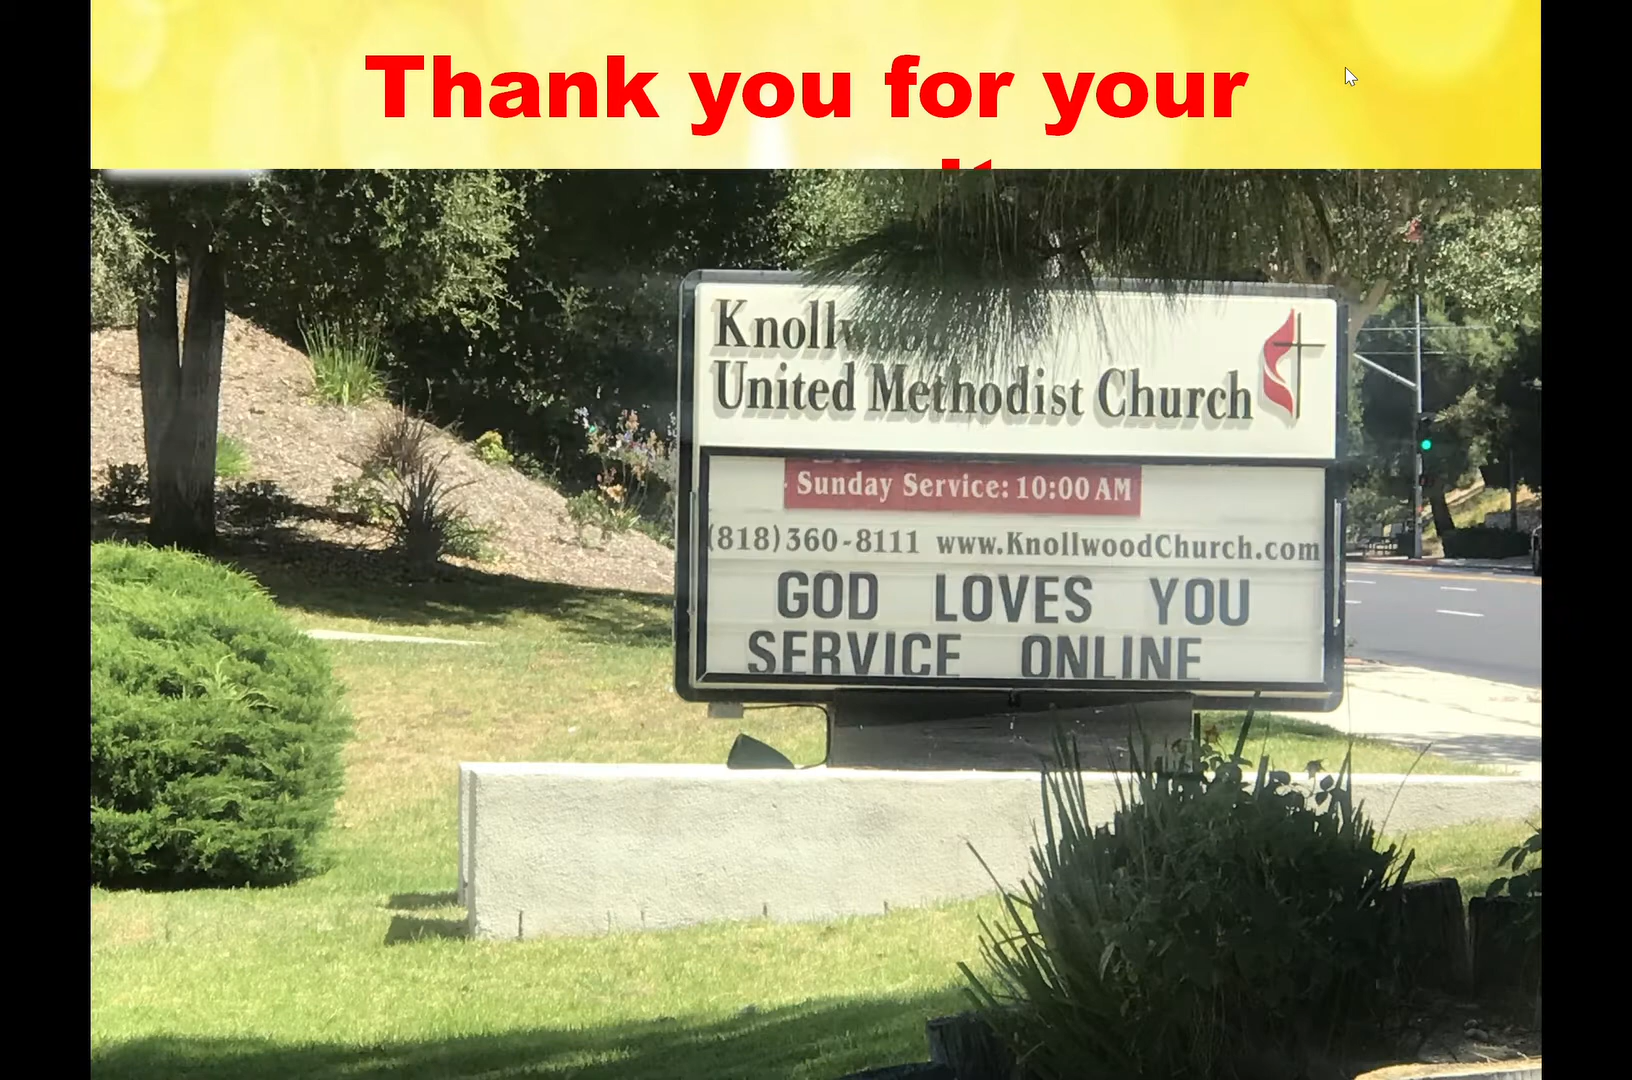 Thank you for your
Knollwood
United Methodist Church
Sunday Service: 10:00 AM
(818)360-8111 www.KnollwoodChurch.com
GOD LOVES YOU
SERVICE ONLINE